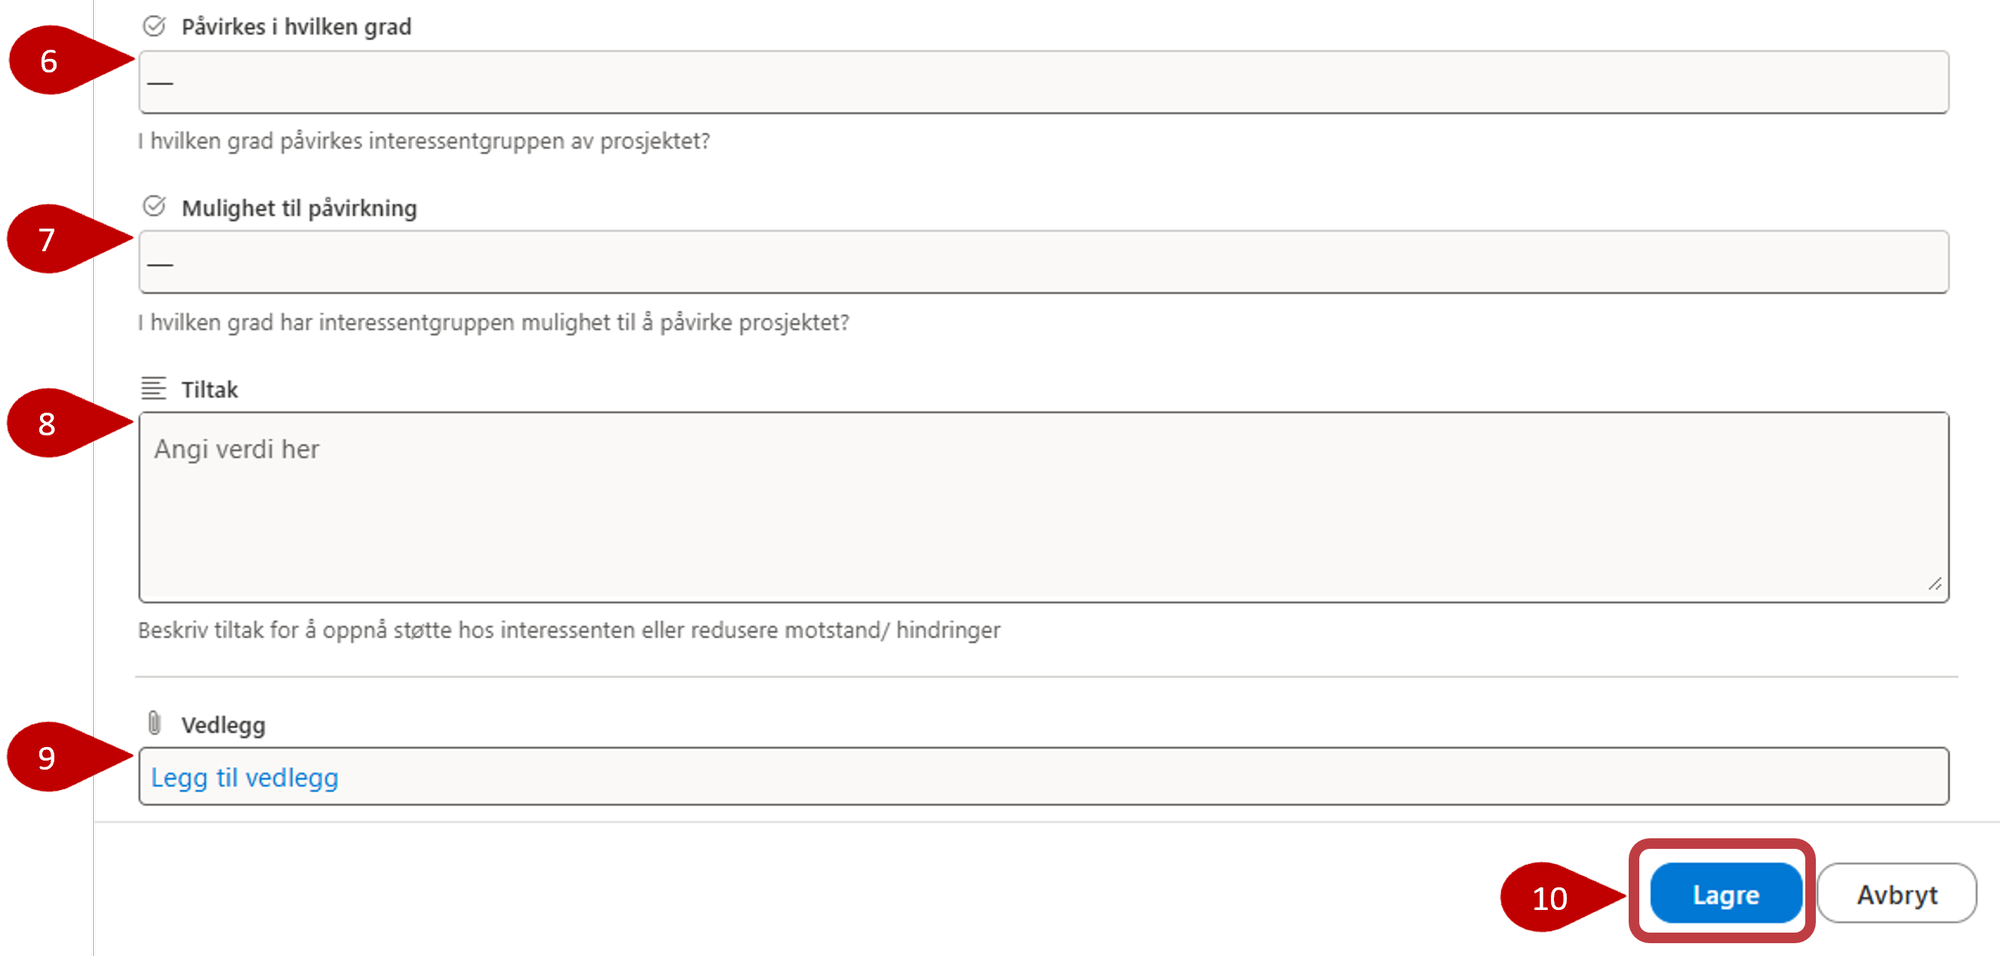 Påvirkes i hvilken grad
6
—
I hvilken grad påvirkes interessentgruppen av prosjektet?
Mulighet til påvirkning
7
—
I hvilken grad har interessentgruppen mulighet til å påvirke prosjektet?
Tiltak
8
Angi verdi her
Beskriv tiltak for å oppnå støtte hos interessenten eller redusere motstand/ hindringer
Vedlegg
9
Legg til vedlegg
10 Lagre Avbryt